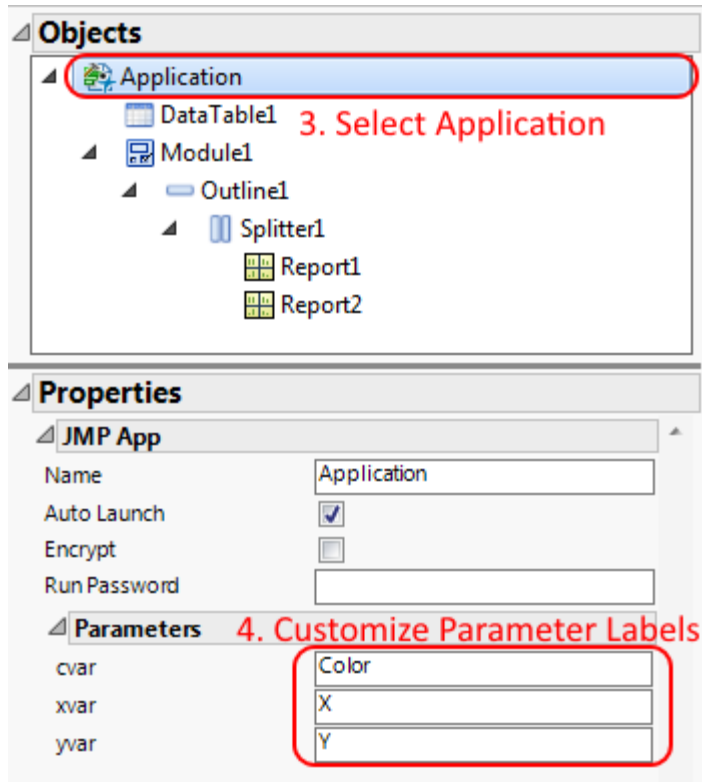 Objects
Application
DataTable1
3. Select Application
Module1
Outline1
Splitter1
Report1
Report2
Properties
JMP App
Name Application
Auto Launch
Encrypt
Run Password
Parameters 4. Customize Parameter Labels
cvar Color
xvar X
yvar Y